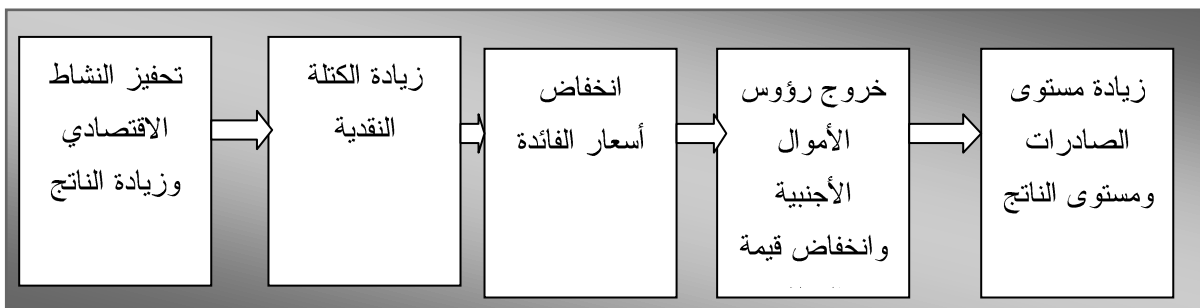 تحفيز النشاط
الاقتصادي
وزيادة الناتج
زيادة الكتلة
النقدية
انخفاض
أسعار الفائدة
خروج رؤوس
الأموال
الأجنبية
وانخفاض قيمة
زيادة مستوى
الصادرات
ومستوى الناتج